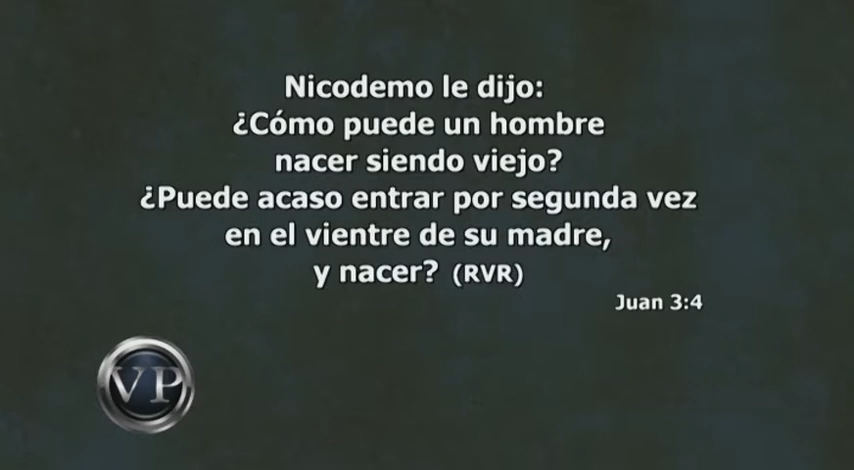 Nicodemo le dijo:
¿Cómo puede un hombre
nacer siendo viejo?
¿Puede acaso entrar por segunda vez
en el vientre de su madre,
y nacer? (RVR)
Juan 3:4
VP